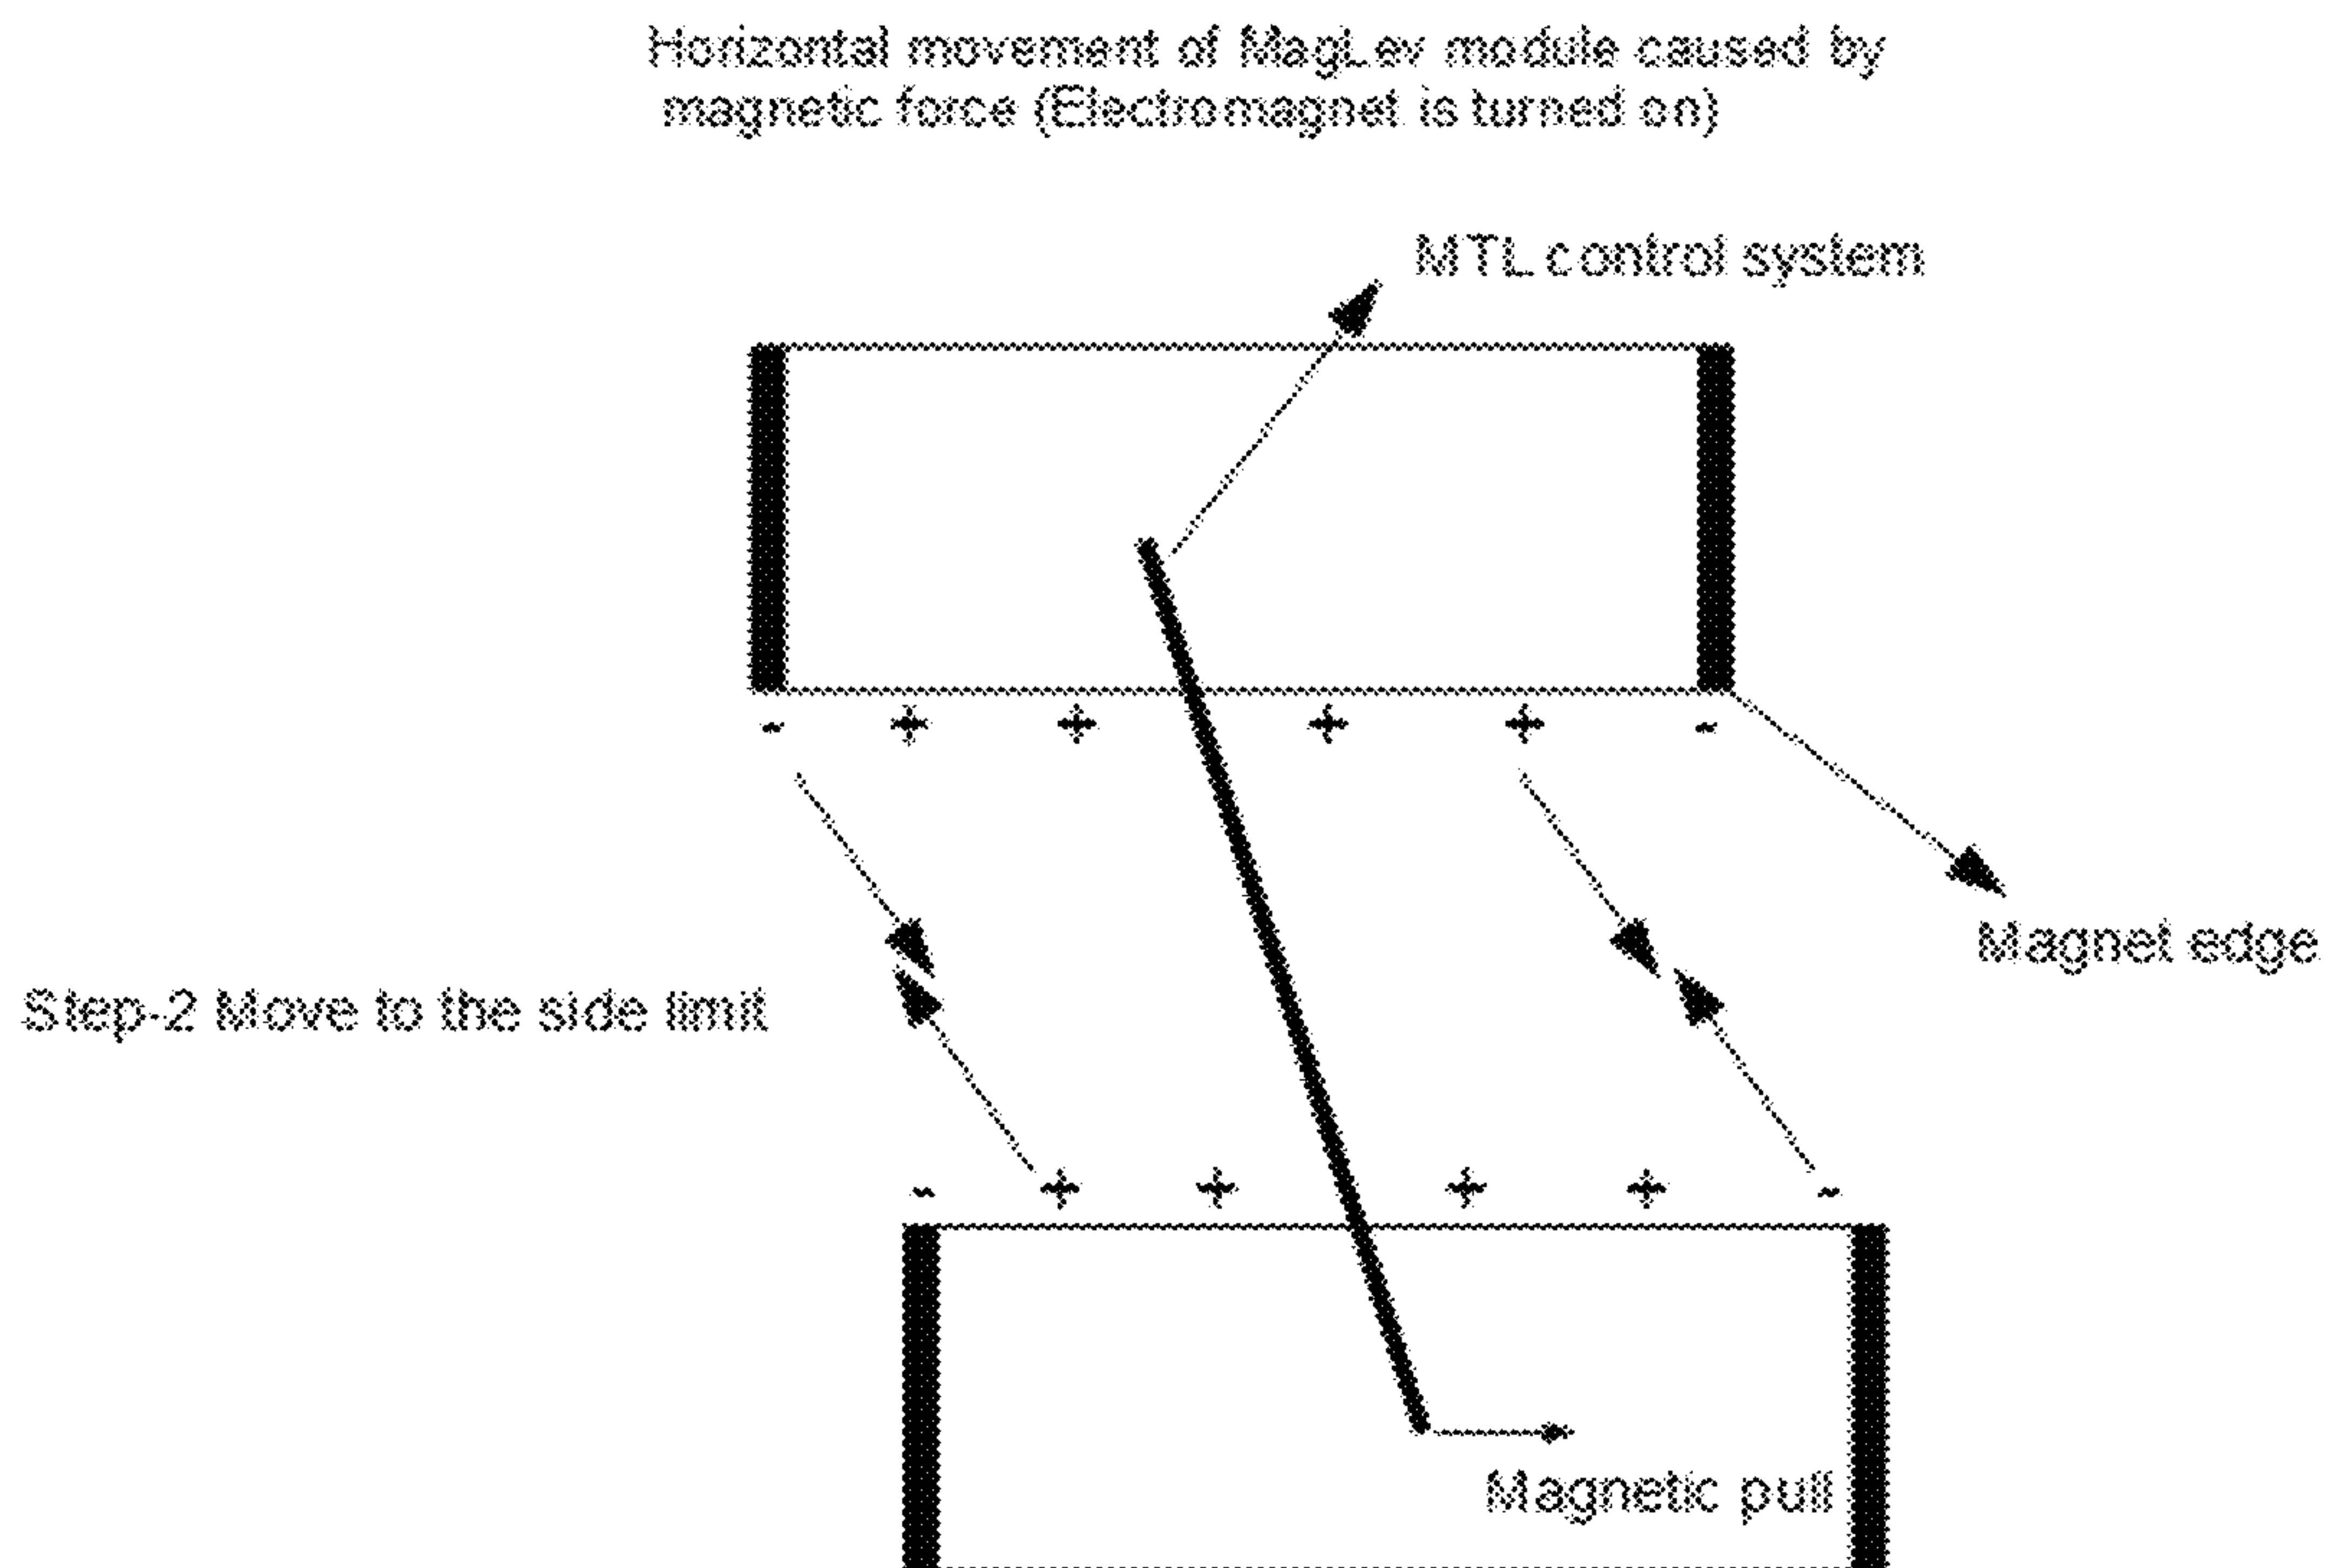 Horizontal movement of MagLev module caused by
magnetic force (Electromagnet is turned on)
MTL control system
- + + + + -
Magnet edge
Step-2 Move to the side limit
- + + + + -
Magnetic pull